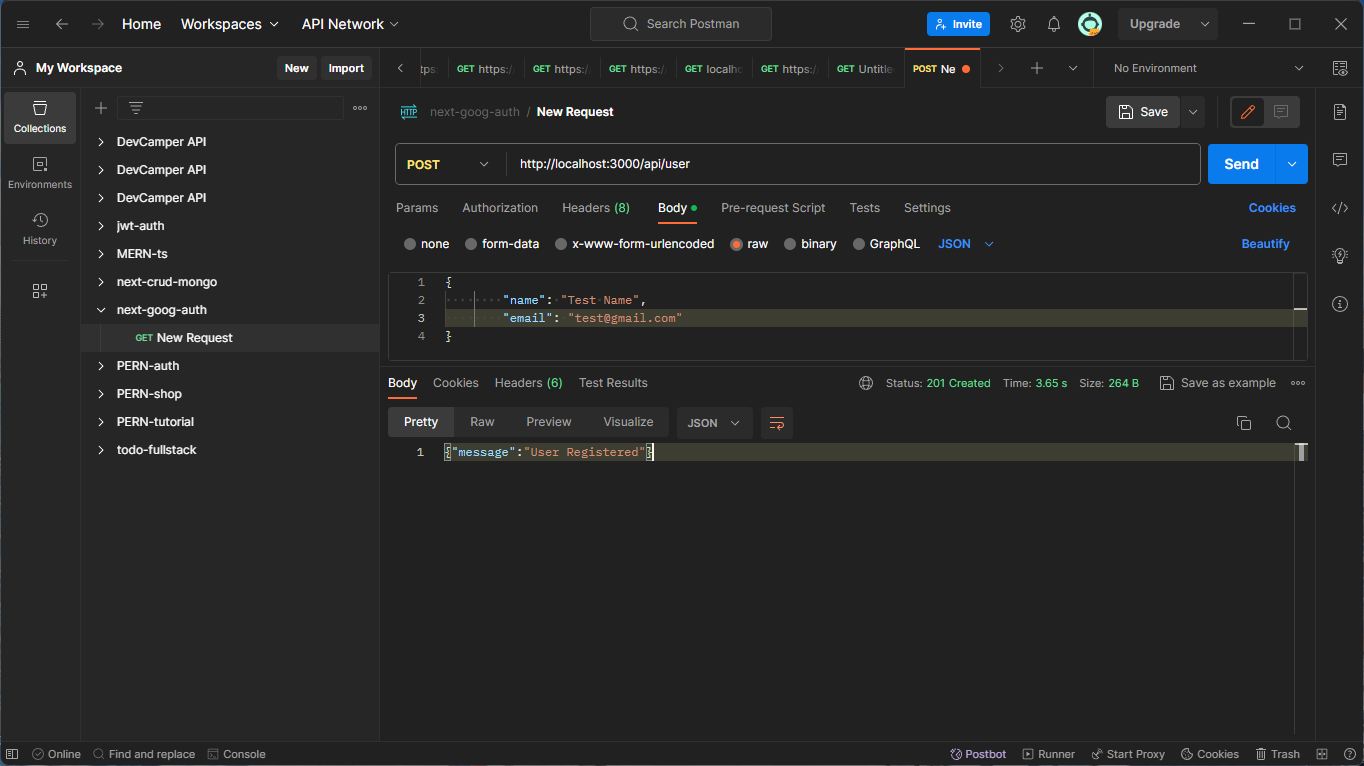 Home Workspaces API Network Search Postman Invite Upgrade
My Workspace New Import GET https:/ GET https:/ GET https:/ GET localho GET https:/ GET Untitle POST Ne No Environment
Collections
Environments
History
DevCamper API
DevCamper API
DevCamper API
jwt-auth
MERN-ts
next-crud-mongo
next-goog-auth
GET New Request
PERN-auth
PERN-shop
PERN-tutorial
todo-fullstack
HTTP next-goog-auth / New Request Save
POST http://localhost:3000/api/user Send
Params Authorization Headers (8) Body Pre-request Script Tests Settings Cookies
none form-data x-www-form-urlencoded raw binary GraphQL JSON Beautify
1 {
2 "name": "Test Name",
3 "email": "test@gmail.com"
4 }
Body Cookies Headers (6) Test Results Status: 201 Created Time: 3.65 s Size: 264 B Save as example
Pretty Raw Preview Visualize JSON
1 {"message":"User Registered"}
Online Find and replace Console Postbot Runner Start Proxy Cookies Trash